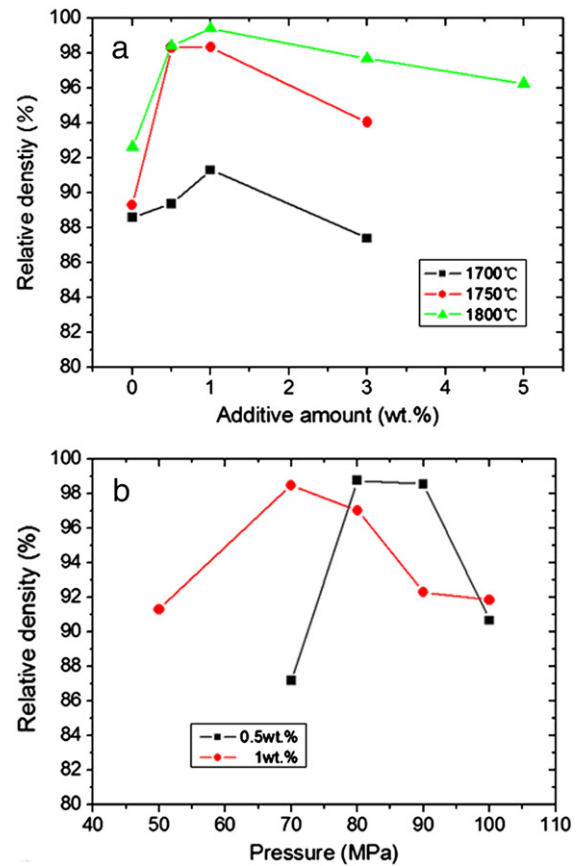 100
98
96
94
92
90
88
86
84
82
80
Relative denstiy (%)
a
1700℃
1750℃
1800℃
0 1 2 3 4 5
Additive amount (wt.%)
100
98
96
94
92
90
88
86
84
82
80
Relative density (%)
b
0.5wt.%
1wt.%
40 50 60 70 80 90 100 110
Pressure (MPa)